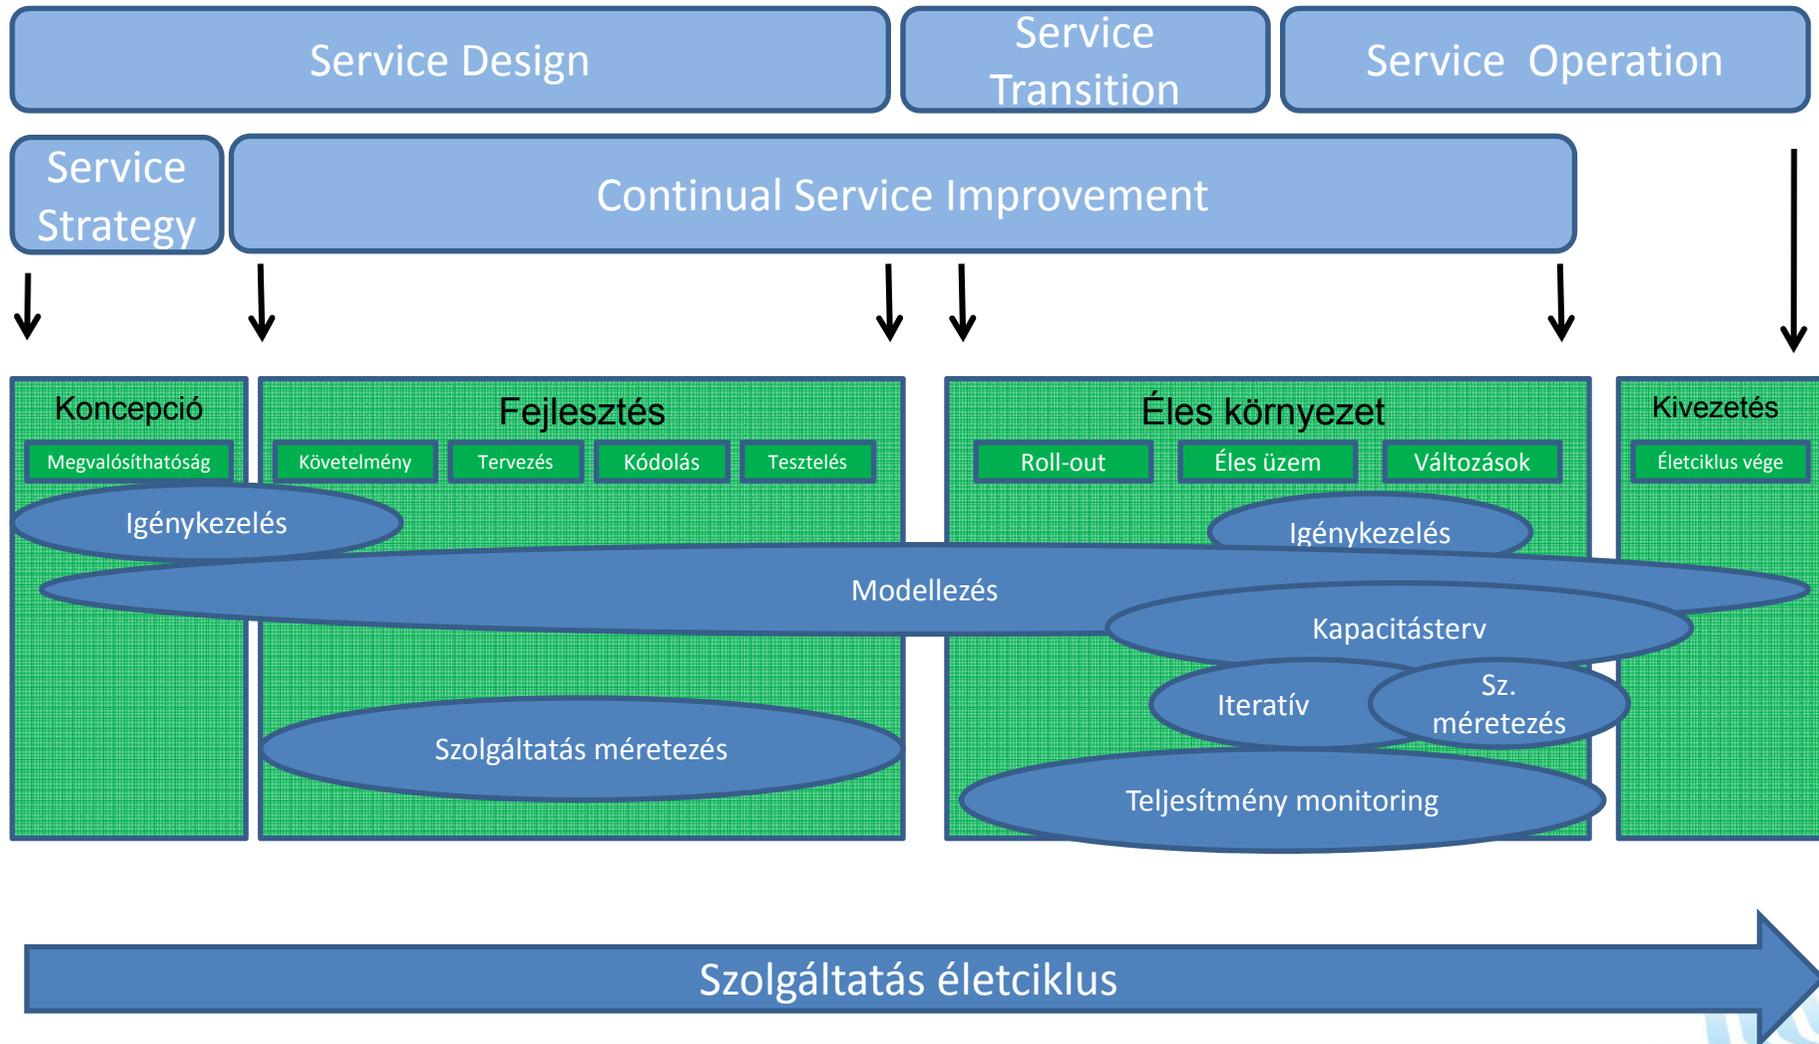 Service Design
Service
Transition
Service  Operation
Service
Strategy
Continual Service Improvement
Koncepció
Fejlesztés
Éles környezet
Kivezetés
Megvalósíthatóság
Követelmény
Tervezés
Kódolás
Tesztelés
Roll-out
Éles üzem
Változások
Életciklus vége
Igénykezelés
Igénykezelés
Modellezés
Kapacitásterv
Iteratív
Sz.
méretezés
Szolgáltatás méretezés
Teljesítmény monitoring
Szolgáltatás életciklus